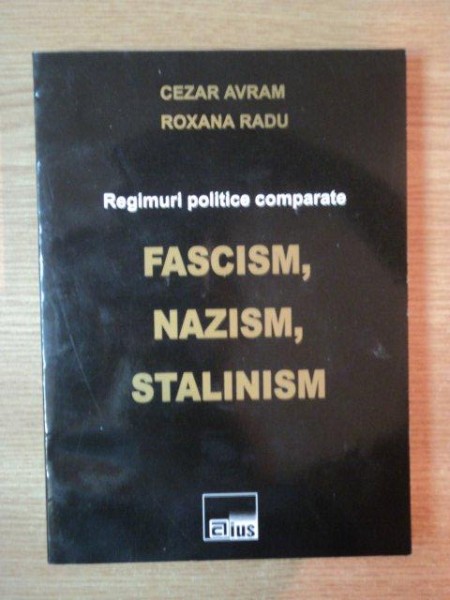 CEZAR AVRAM
ROXANA RADU
Regimuri politice comparate
FASCISM,
NAZISM,
STALINISM
aius